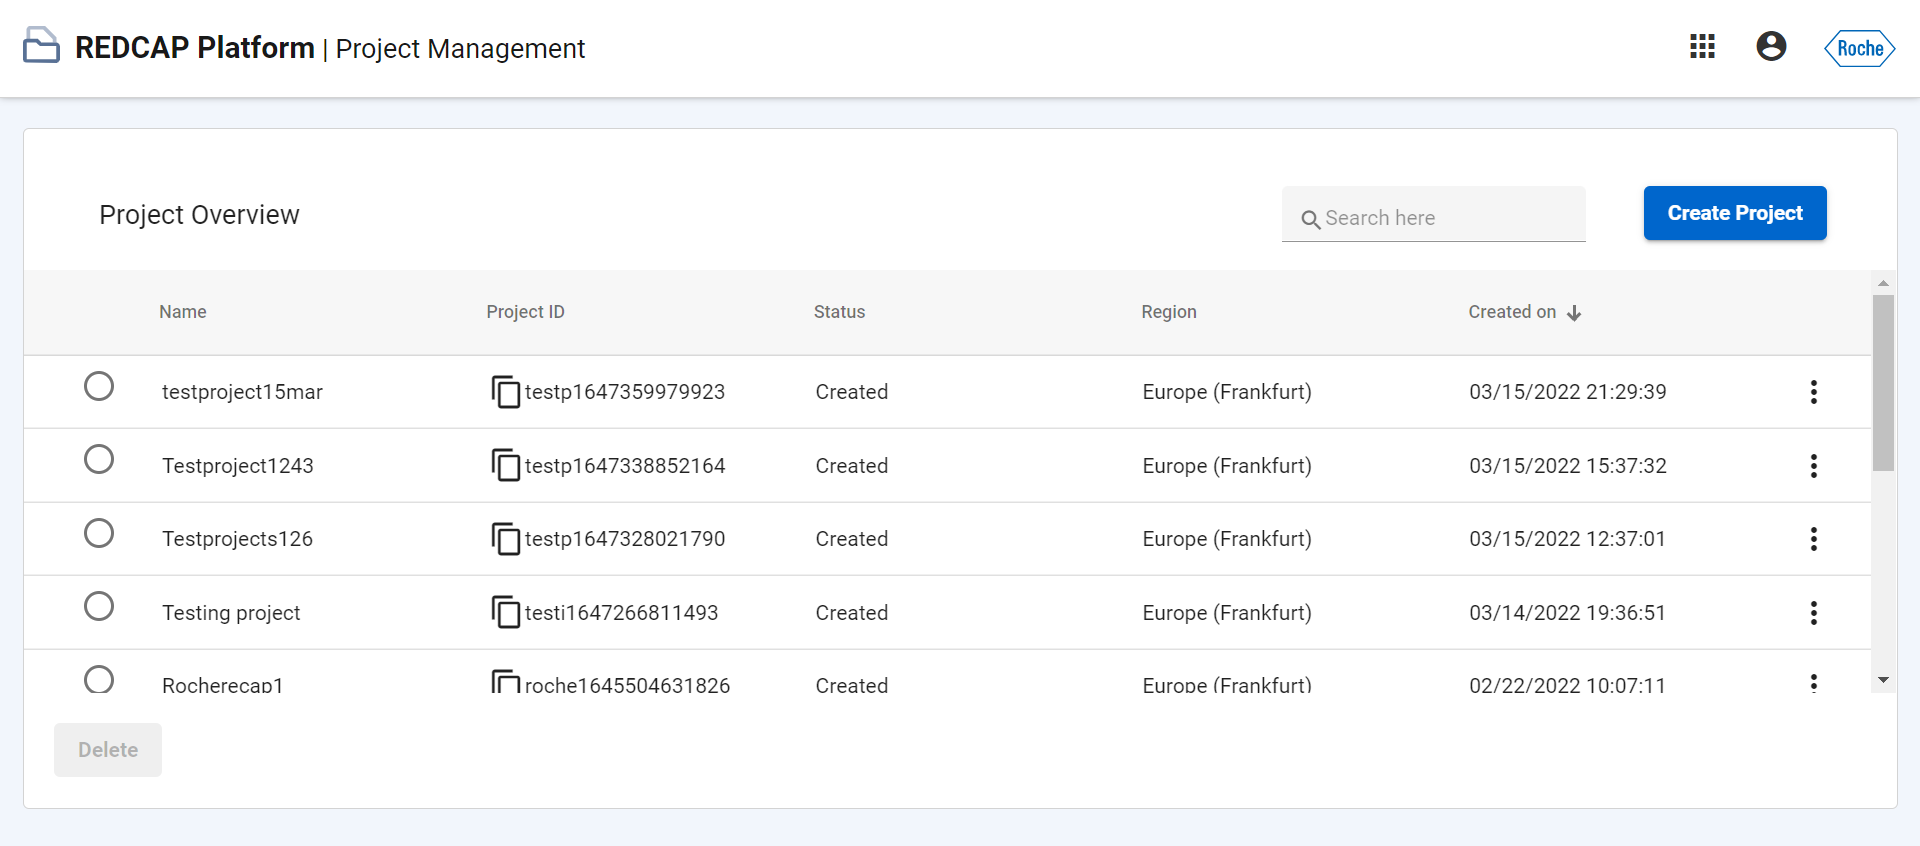 REDCAP Platform | Project Management
Roche
Project Overview
Search here
Create Project
Name Project ID Status Region Created on
testproject15mar testp1647359979923 Created Europe (Frankfurt) 03/15/2022 21:29:39
Testproject1243 testp1647338852164 Created Europe (Frankfurt) 03/15/2022 15:37:32
Testprojects126 testp1647328021790 Created Europe (Frankfurt) 03/15/2022 12:37:01
Testing project testi1647266811493 Created Europe (Frankfurt) 03/14/2022 19:36:51
Rocherecap1 roche1645504631826 Created Europe (Frankfurt) 02/22/2022 10:07:11
Delete